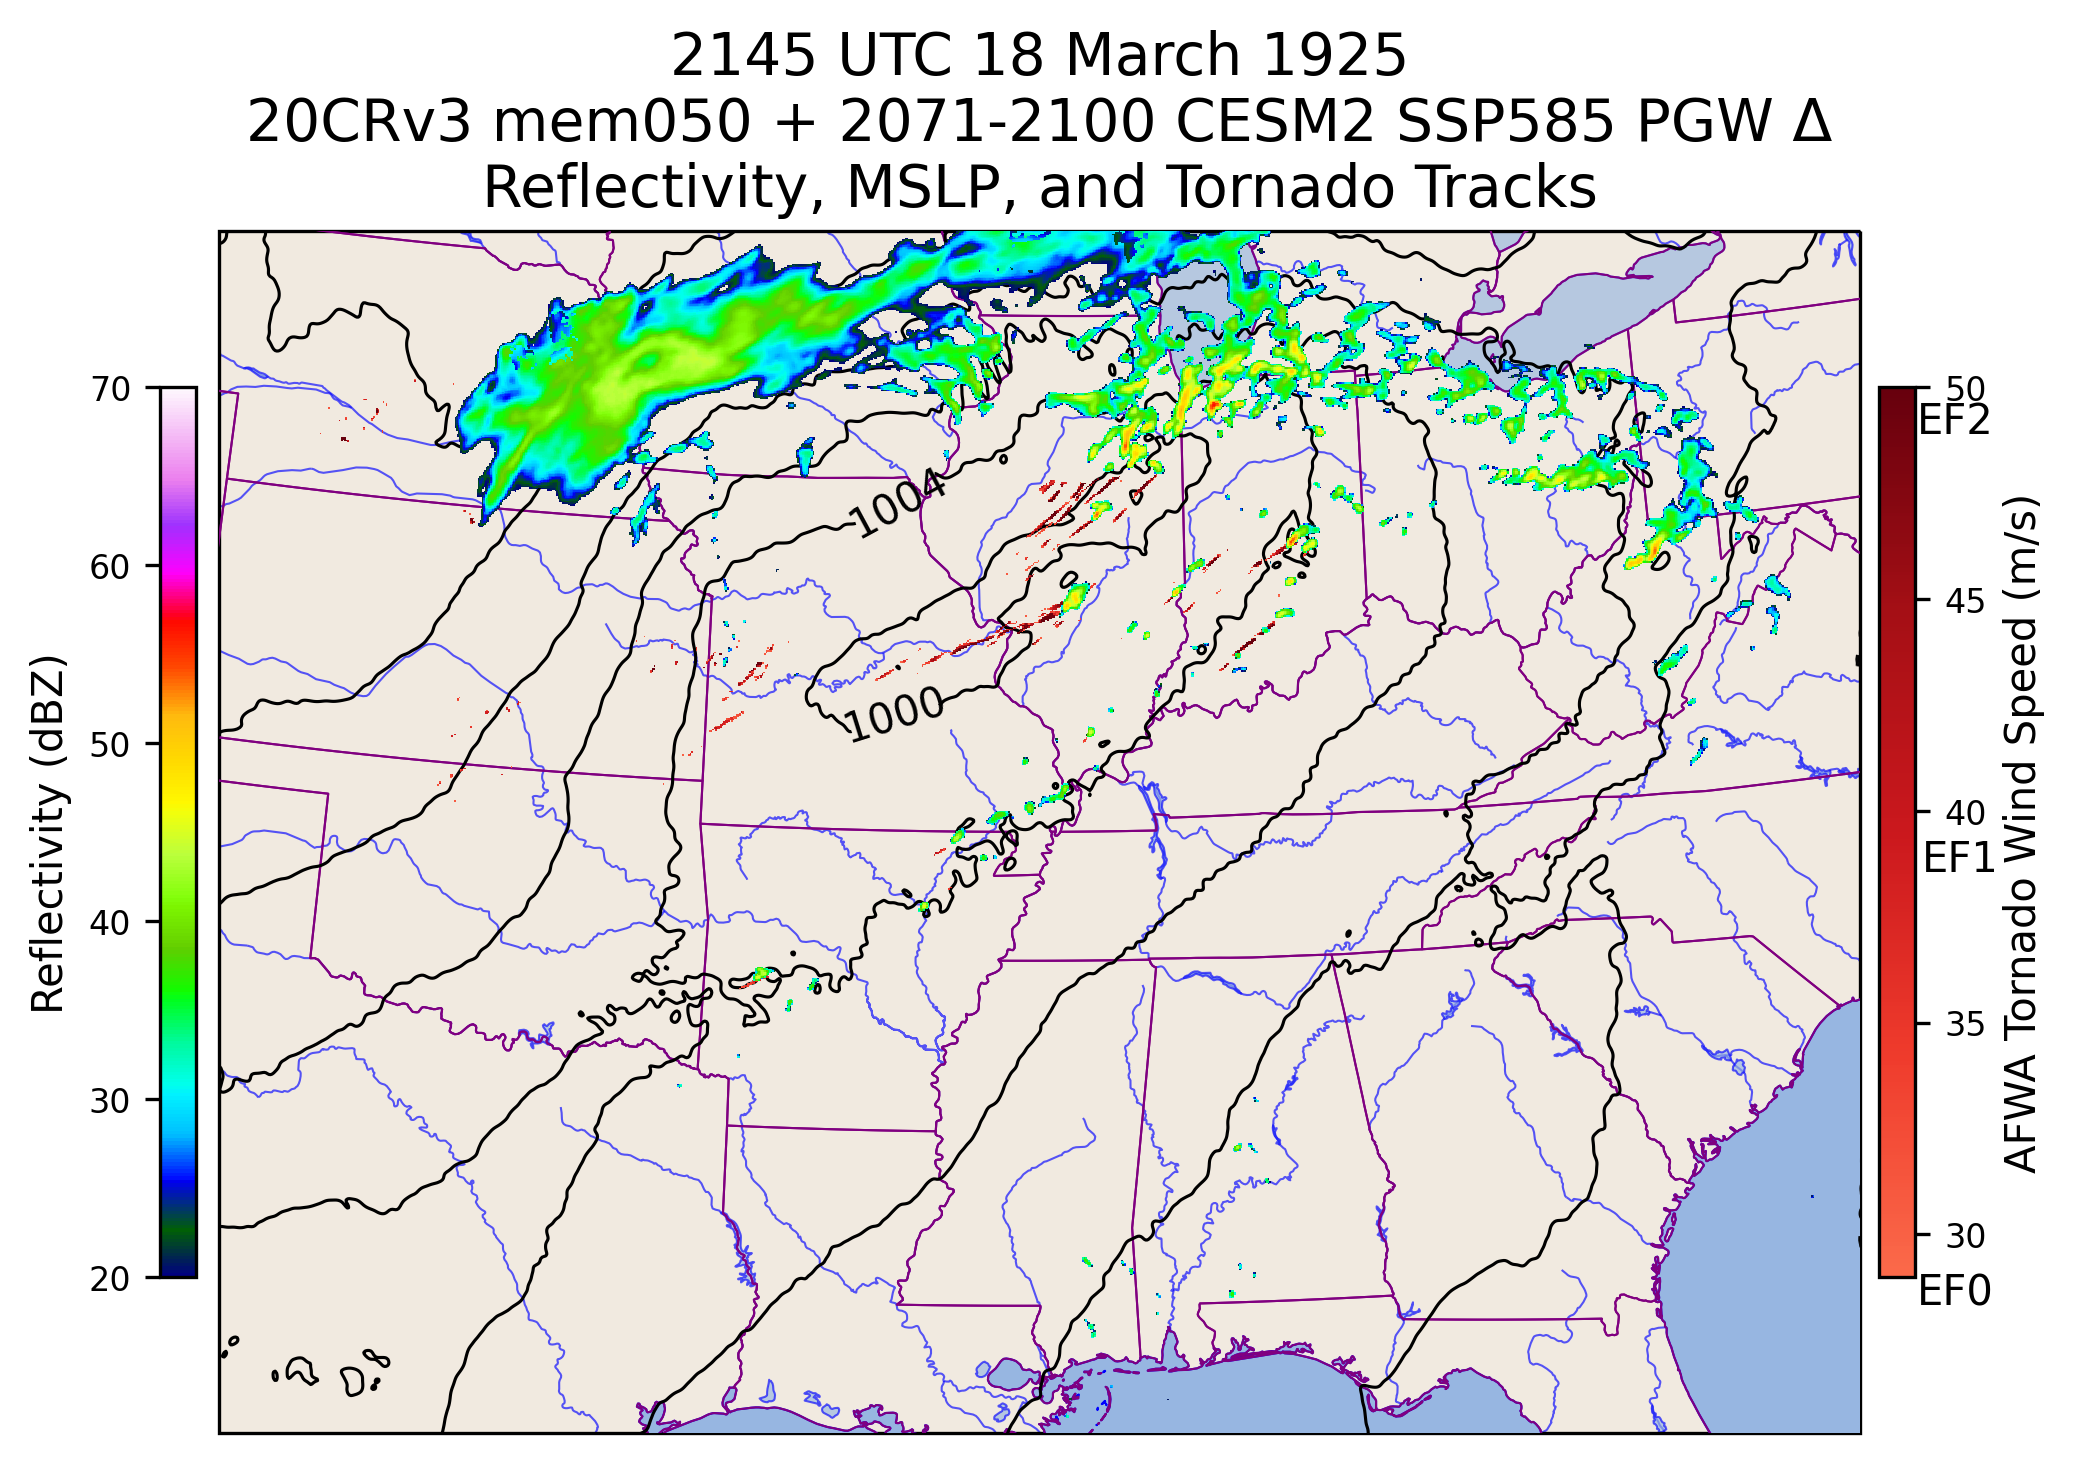 2145 UTC 18 March 1925
20CRv3 mem050 + 2071-2100 CESM2 SSP585 PGW Δ
Reflectivity, MSLP, and Tornado Tracks
70
60
50
40
30
20
Reflectivity (dBZ)
1004
1000
50
EF2
45
40
EF1
35
30
EF0
AFWA Tornado Wind Speed (m/s)